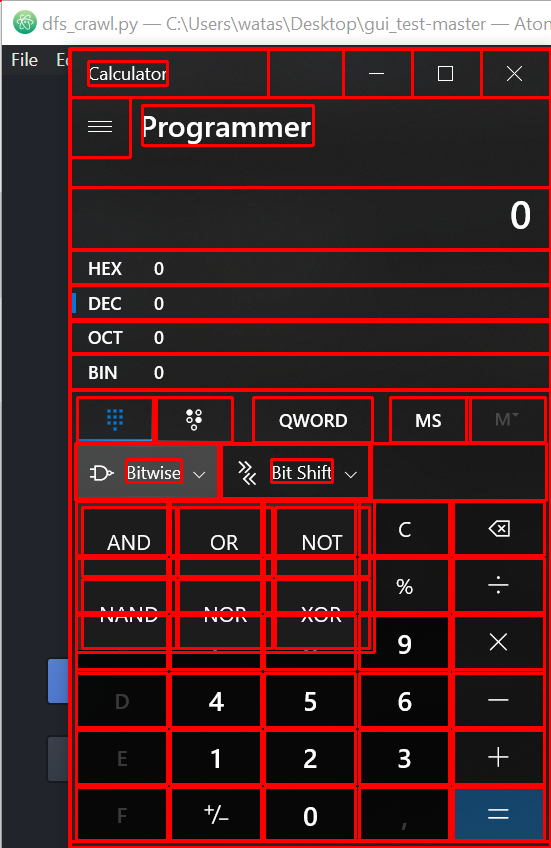 dfs_crawl.py — C:\Users\watas\Desktop\gui_test-master — Atom
File
Calculator
Programmer
0
HEX 0
DEC 0
OCT 0
BIN 0
QWORD MS M
Bitwise Bit Shift
AND OR NOT C
NAND NOR XOR % ÷
9 ×
D 4 5 6 −
E 1 2 3 +
F +/− 0 , =